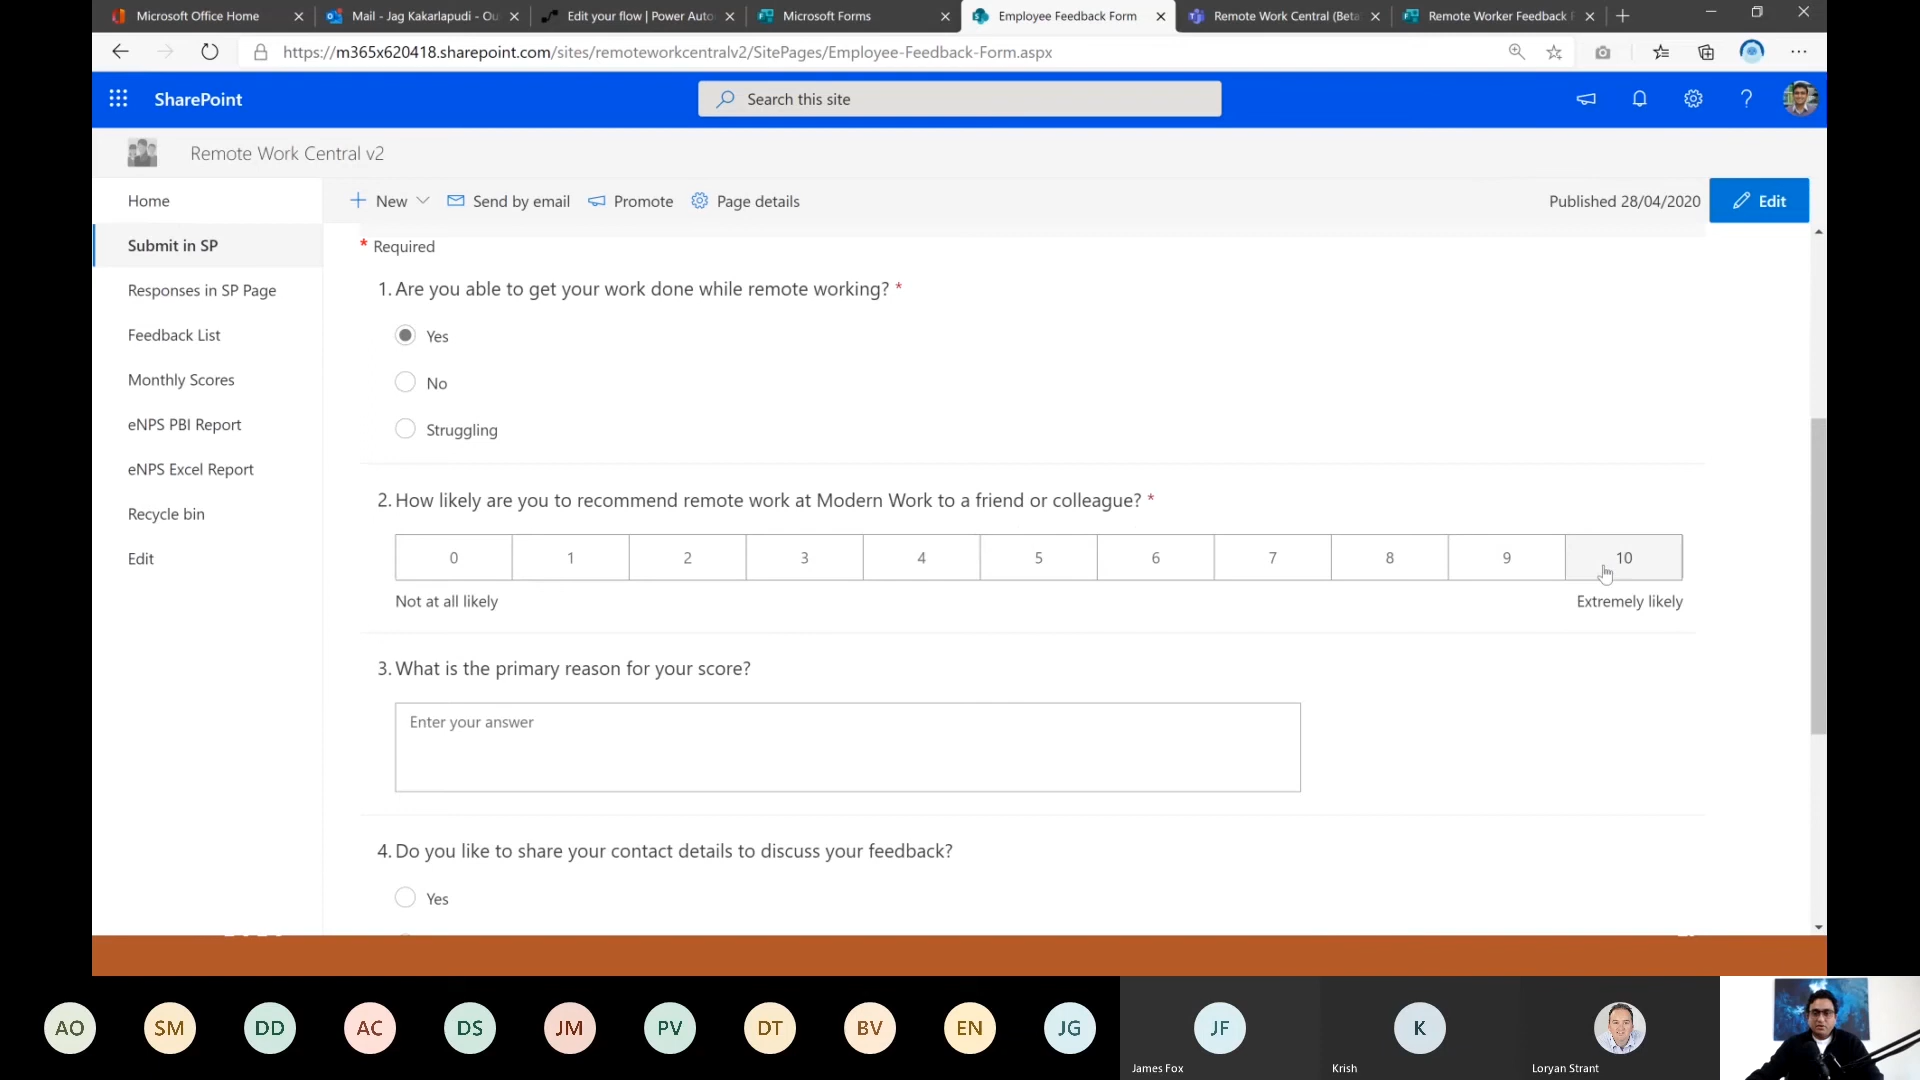 Microsoft Office Home
Mail - Jag Kakarlapudi - Ou
Edit your flow | Power Auto
Microsoft Forms
Employee Feedback Form
Remote Work Central (Beta
Remote Worker Feedback
https://m365x620418.sharepoint.com/sites/remoteworkcentralv2/SitePages/Employee-Feedback-Form.aspx
SharePoint
Search this site
Remote Work Central v2
Home
Submit in SP
Responses in SP Page
Feedback List
Monthly Scores
eNPS PBI Report
eNPS Excel Report
Recycle bin
Edit
New
Send by email
Promote
Page details
Published 28/04/2020
Edit
* Required
1. Are you able to get your work done while remote working? *
Yes
No
Struggling
2. How likely are you to recommend remote work at Modern Work to a friend or colleague? *
0 1 2 3 4 5 6 7 8 9 10
Not at all likely
Extremely likely
3. What is the primary reason for your score?
Enter your answer
4. Do you like to share your contact details to discuss your feedback?
Yes
AO SM DD AC DS JM PV DT BV EN JG JF K
James Fox
Krish
Loryan Strant